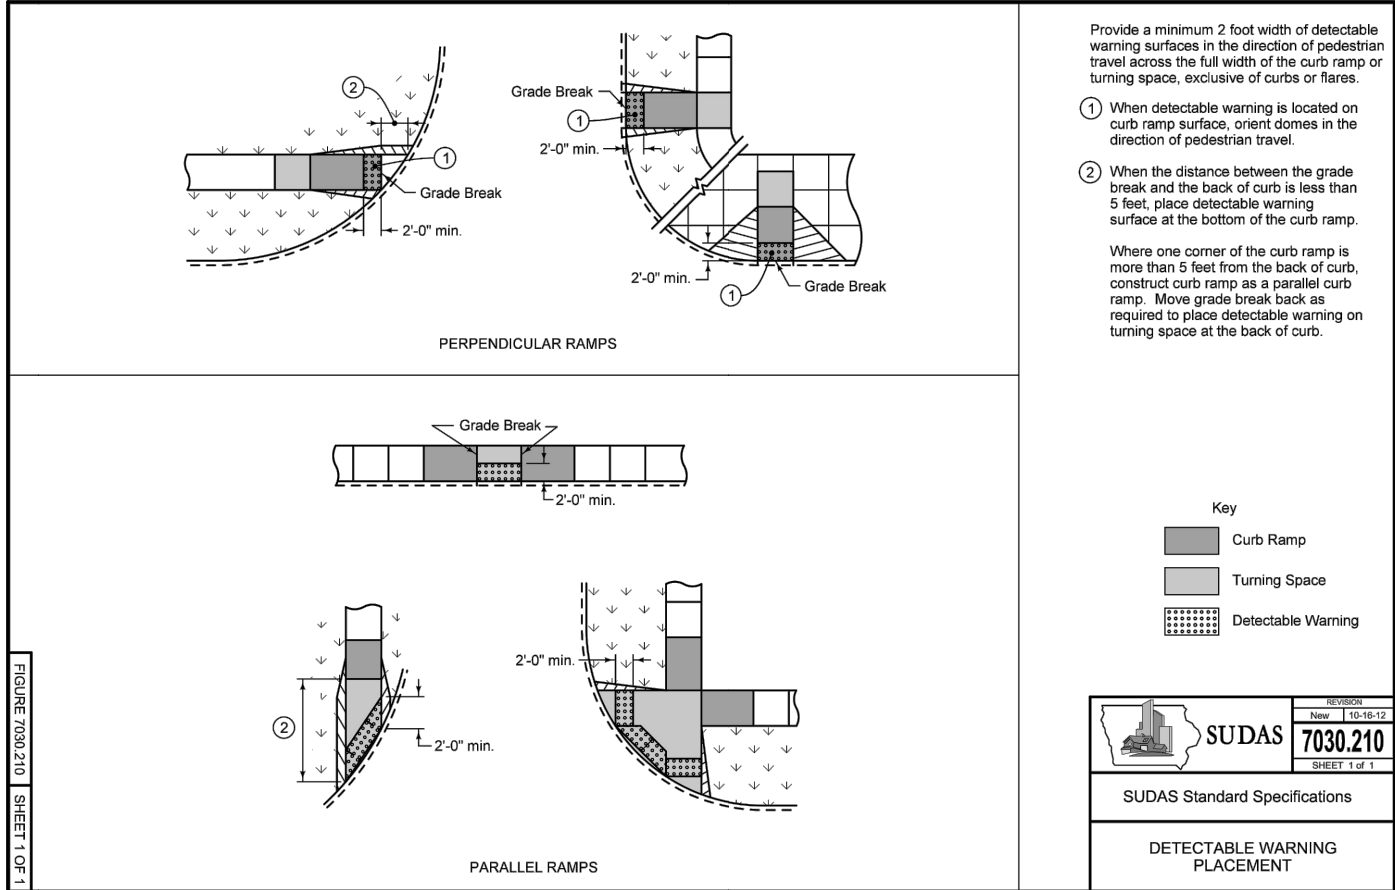 2
Grade Break
1
2'-0" min.
1
Grade Break
2'-0" min.
2'-0" min.
1
Grade Break
PERPENDICULAR RAMPS
Grade Break
2'-0" min.
2
2'-0" min.
2'-0" min.
PARALLEL RAMPS
Provide a minimum 2 foot width of detectable
warning surfaces in the direction of pedestrian
travel across the full width of the curb ramp or
turning space, exclusive of curbs or flares.
1 When detectable warning is located on
curb ramp surface, orient domes in the
direction of pedestrian travel.
2 When the distance between the grade
break and the back of curb is less than
5 feet, place detectable warning
surface at the bottom of the curb ramp.
Where one corner of the curb ramp is
more than 5 feet from the back of curb,
construct curb ramp as a parallel curb
ramp. Move grade break back as
required to place detectable warning on
turning space at the back of curb.
Key
Curb Ramp
Turning Space
Detectable Warning
FIGURE 7030.210
SHEET 1 OF 1
SUDAS
REVISION
New 10-16-12
7030.210
SHEET 1 of 1
SUDAS Standard Specifications
DETECTABLE WARNING
PLACEMENT